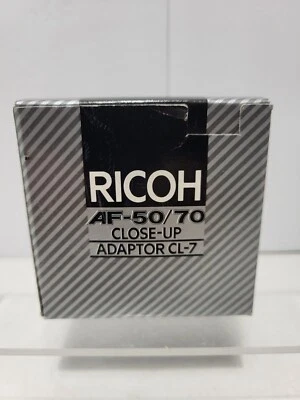 RICOH
AF-50/70
CLOSE-UP
ADAPTOR CL-7